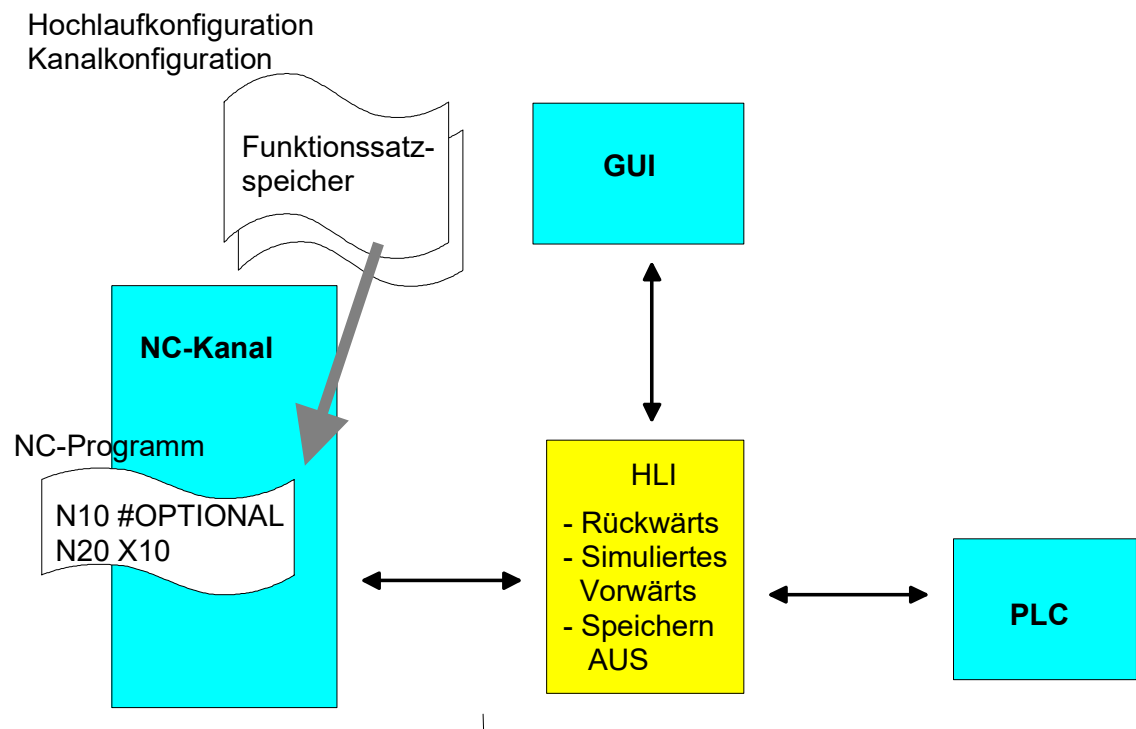 Hochlaufkonfiguration
Kanalkonfiguration
Funktionssatz-
speicher
GUI
NC-Kanal
NC-Programm
N10 #OPTIONAL
N20 X10
HLI
- Rückwärts
- Simuliertes
Vorwärts
- Speichern
AUS
PLC